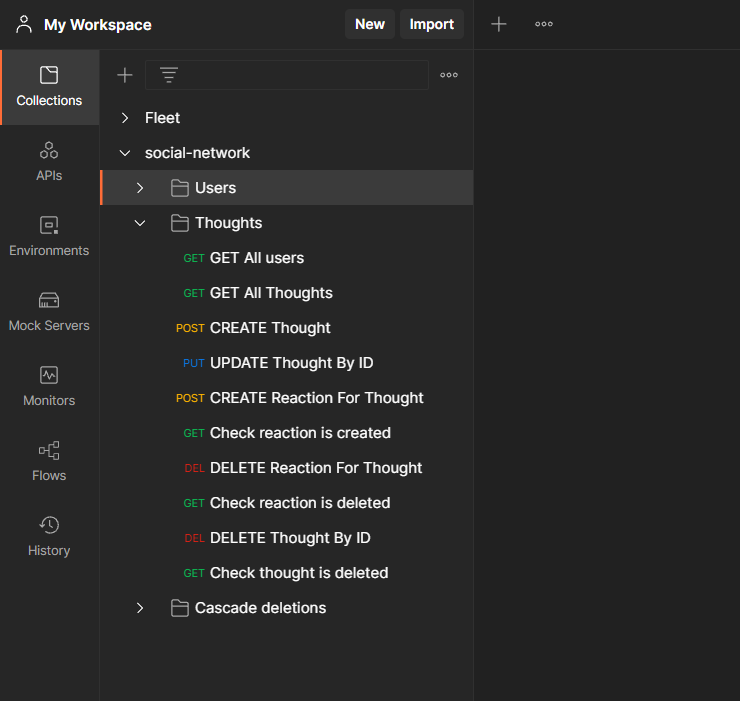 My Workspace
New
Import
Collections
APIs
Environments
Mock Servers
Monitors
Flows
History
Fleet
social-network
Users
Thoughts
GET GET All users
GET GET All Thoughts
POST CREATE Thought
PUT UPDATE Thought By ID
POST CREATE Reaction For Thought
GET Check reaction is created
DEL DELETE Reaction For Thought
GET Check reaction is deleted
DEL DELETE Thought By ID
GET Check thought is deleted
Cascade deletions